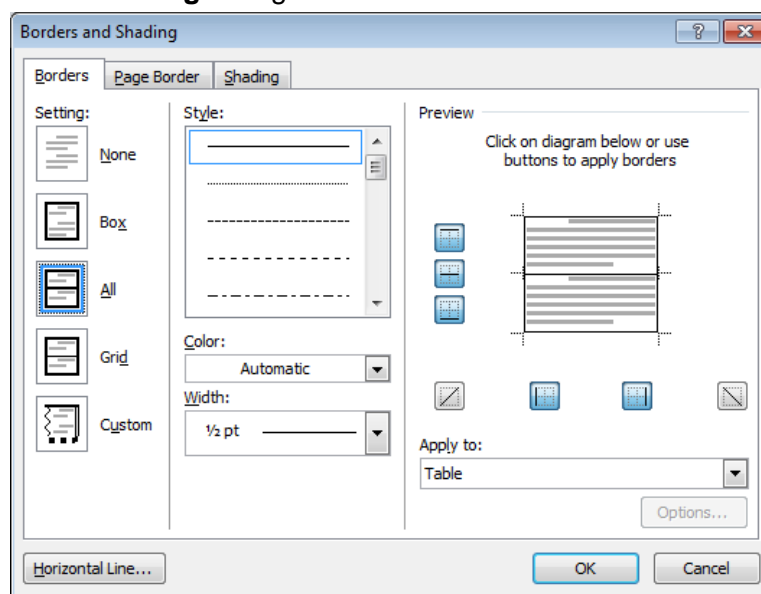 Borders and Shading
Borders
Page Border
Shading
Setting:
None
Box
All
Grid
Custom
Style:
Color:
Automatic
Width:
½ pt
Preview
Click on diagram below or use
buttons to apply borders
Apply to:
Table
Options...
Horizontal Line...
OK
Cancel